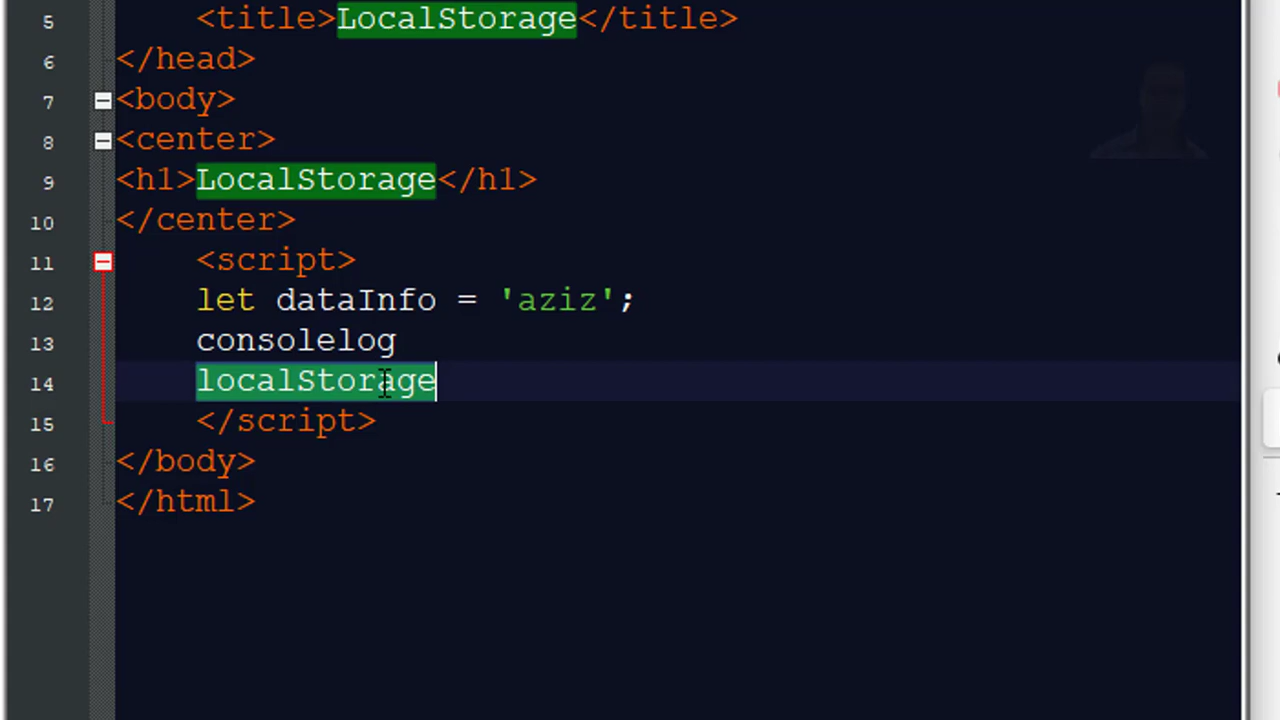 5 <title>LocalStorage</title>
6 </head>
7 <body>
8 <center>
9 <h1>LocalStorage</h1>
10 </center>
11 <script>
12 let dataInfo = 'aziz';
13 consolelog
14 localStorage
15 </script>
16 </body>
17 </html>